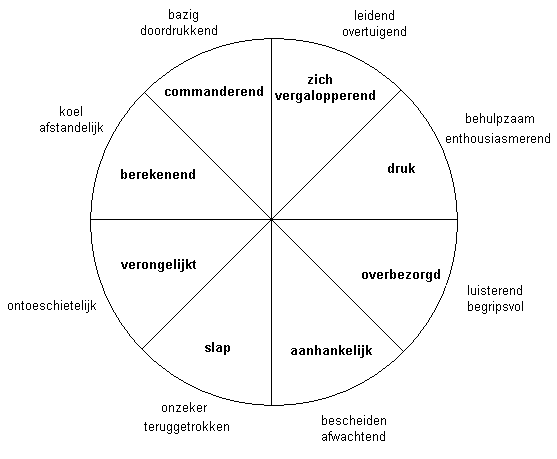 bazig
doordrukkend
leidend
overtuigend
commanderend
zich
vergalopperend
koel
afstandelijk
behulpzaam
enthousiasmerend
berekenend
druk
verongelijkt
overbezorgd
ontoeschietelijk
luisterend
begripsvol
slap
aanhankelijk
onzeker
teruggetrokken
bescheiden
afwachtend